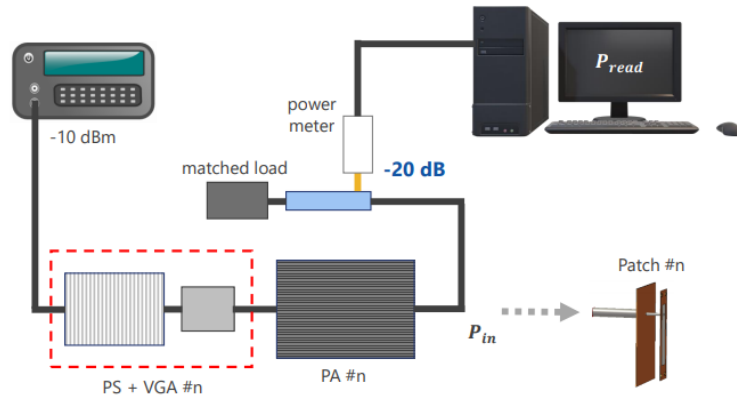 P_read
power
meter
-10 dBm
-20 dB
matched load
Patch #n
P_in
PA #n
PS + VGA #n